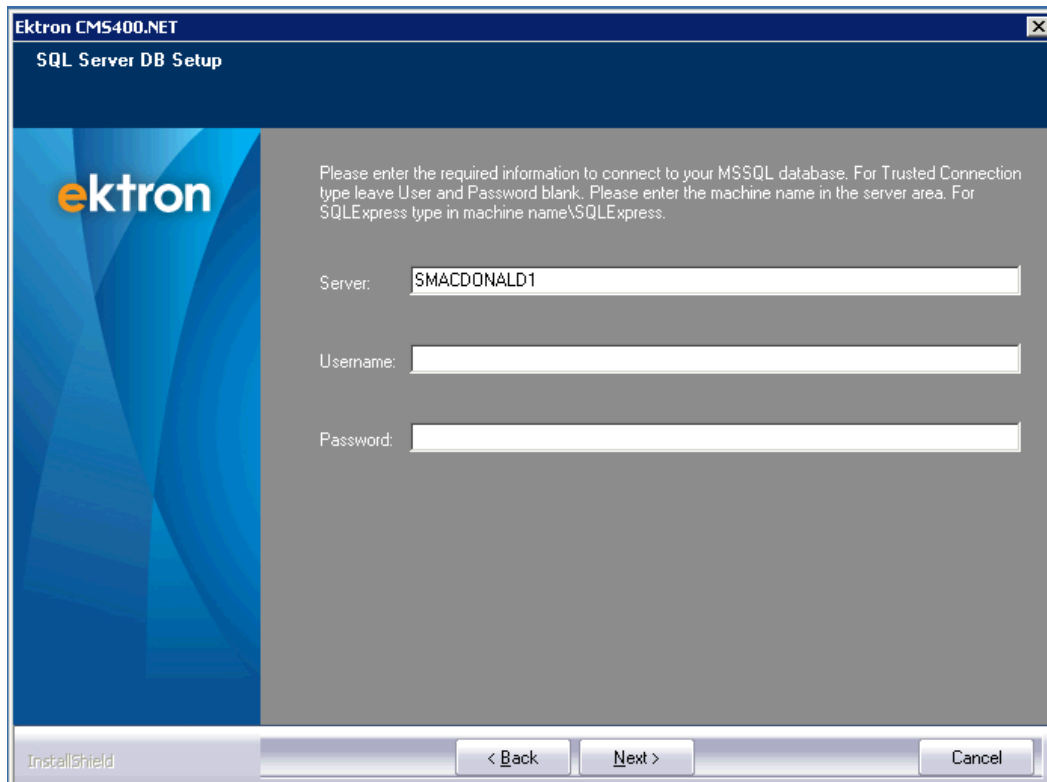 Ektron CMS400.NET
SQL Server DB Setup
ektron
Please enter the required information to connect to your MSSQL database. For Trusted Connection
type leave User and Password blank. Please enter the machine name in the server area. For
SQLExpress type in machine name\SQLExpress.
Server: SMACDONALD1
Username:
Password:
InstallShield
< Back Next > Cancel